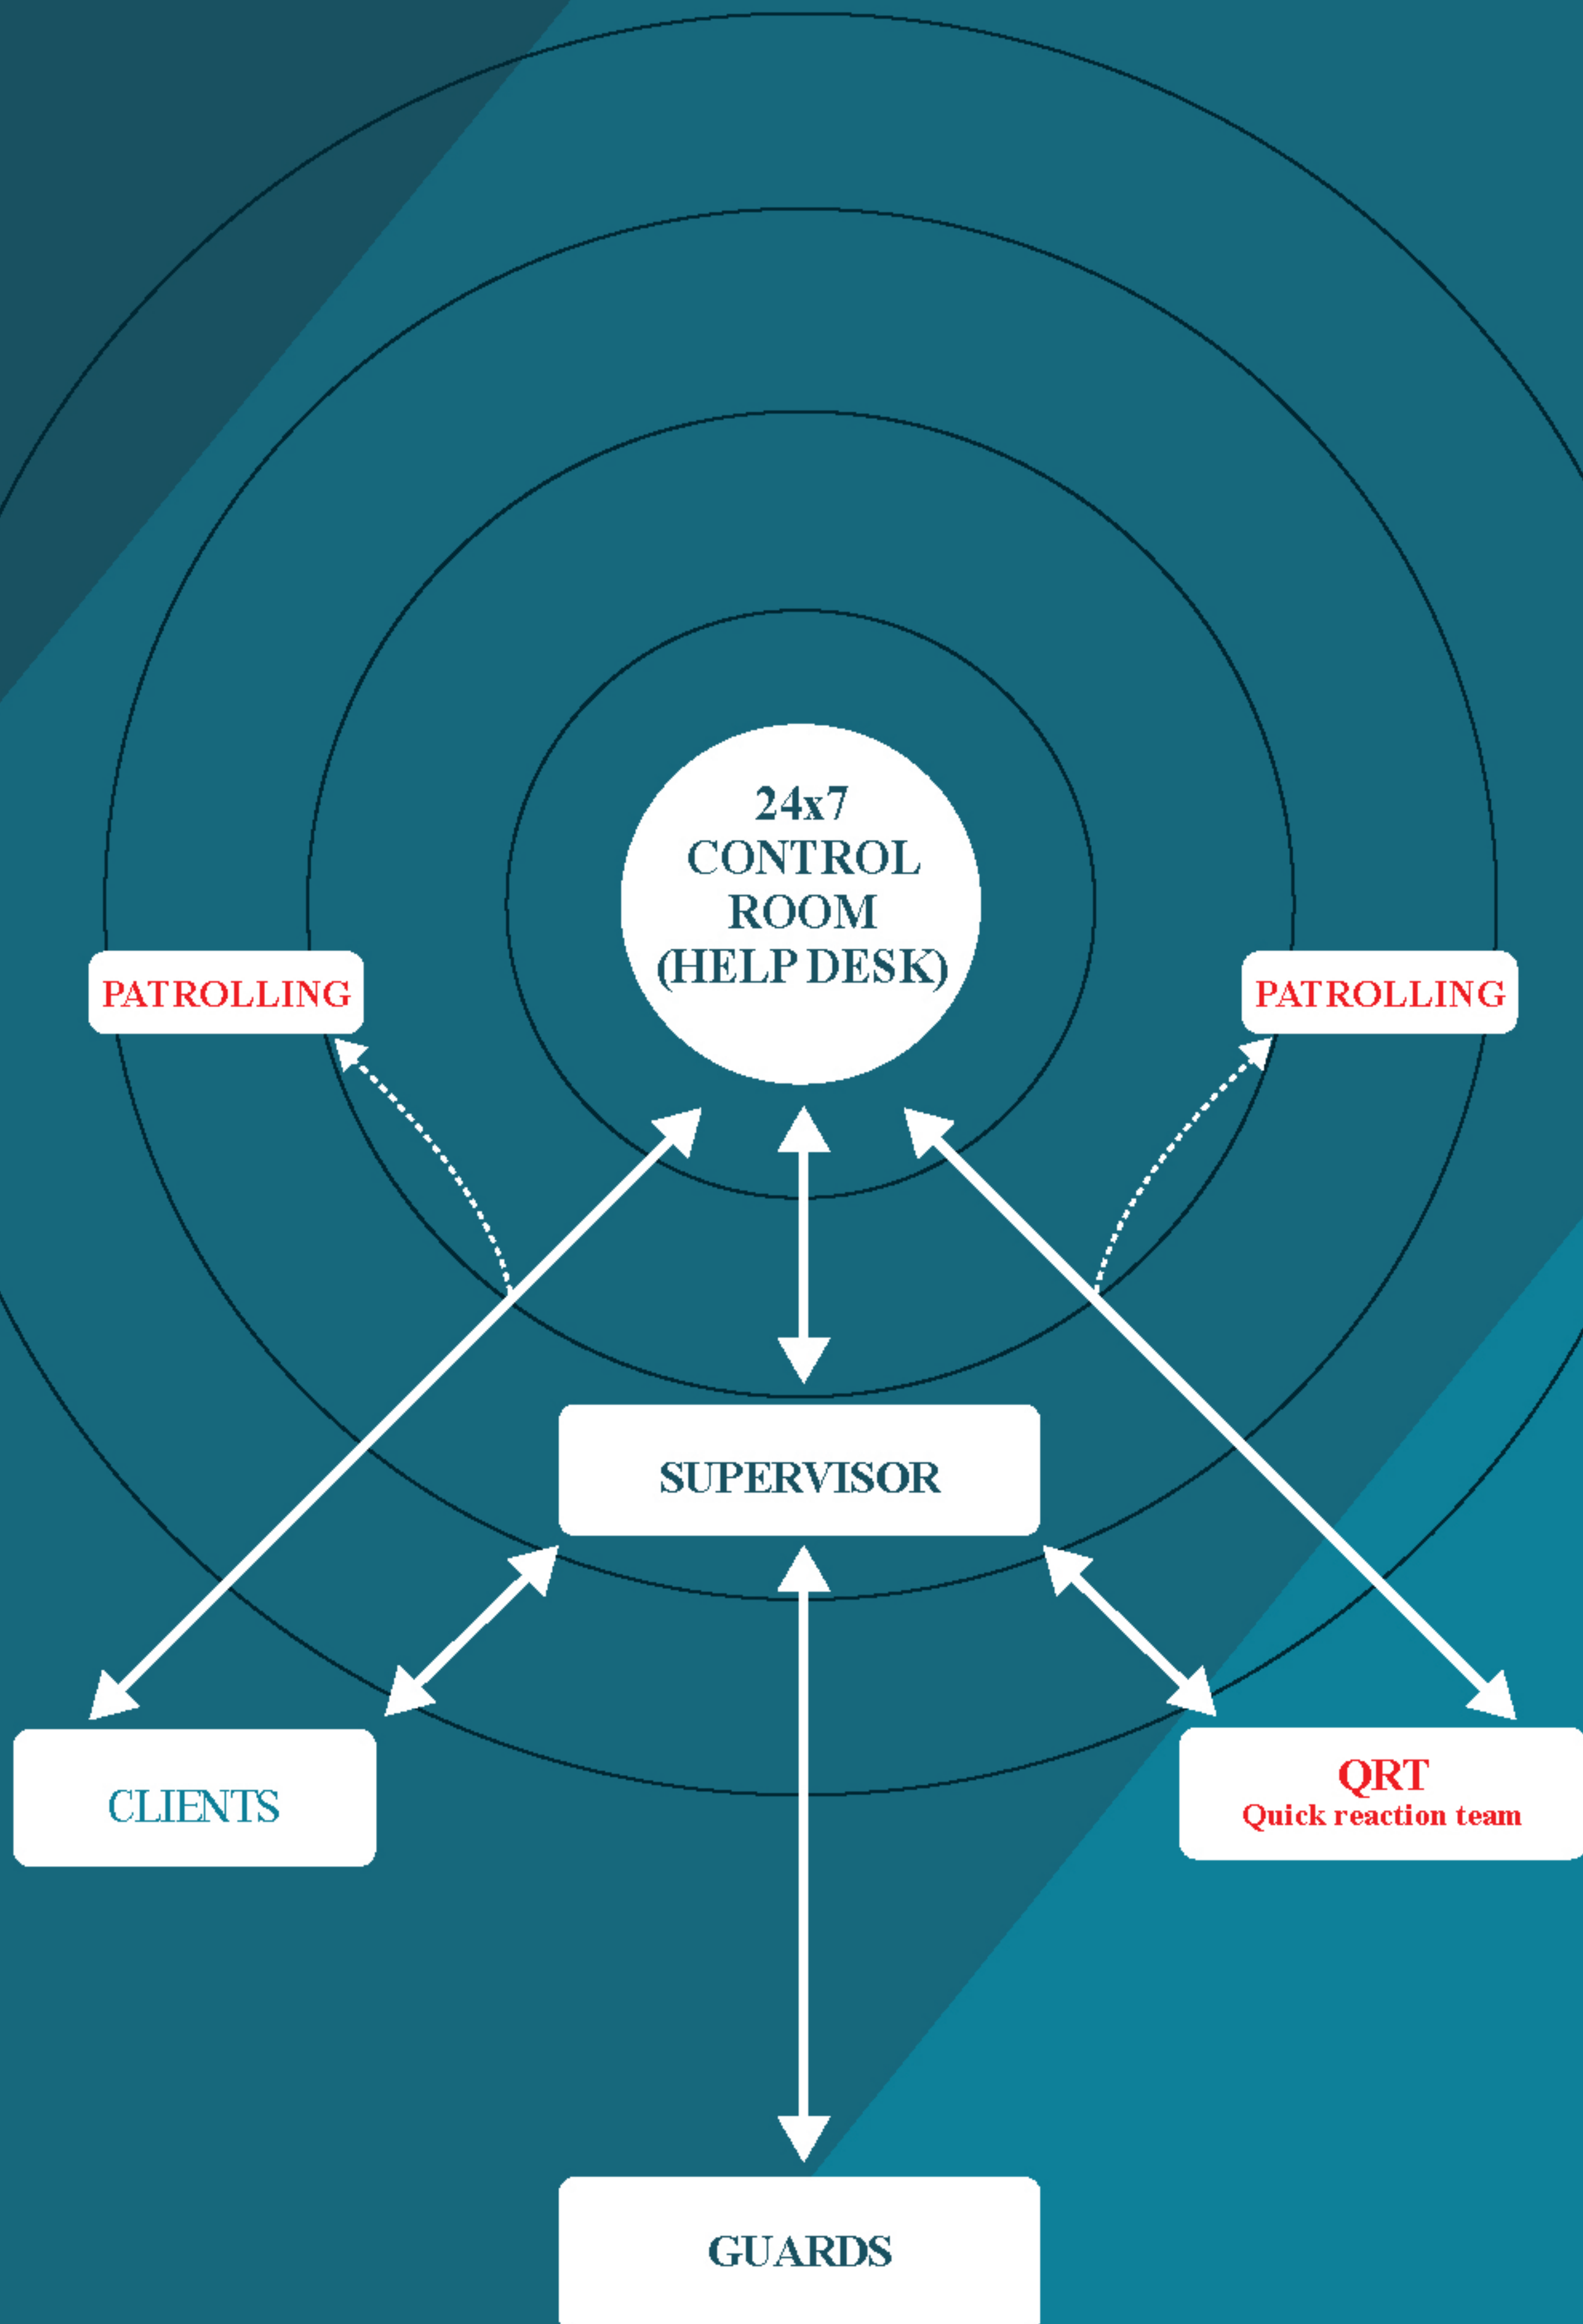 24x7
CONTROL
ROOM
(HELP DESK)
PATROLLING
PATROLLING
SUPERVISOR
CLIENTS
QRT
Quick reaction team
GUARDS